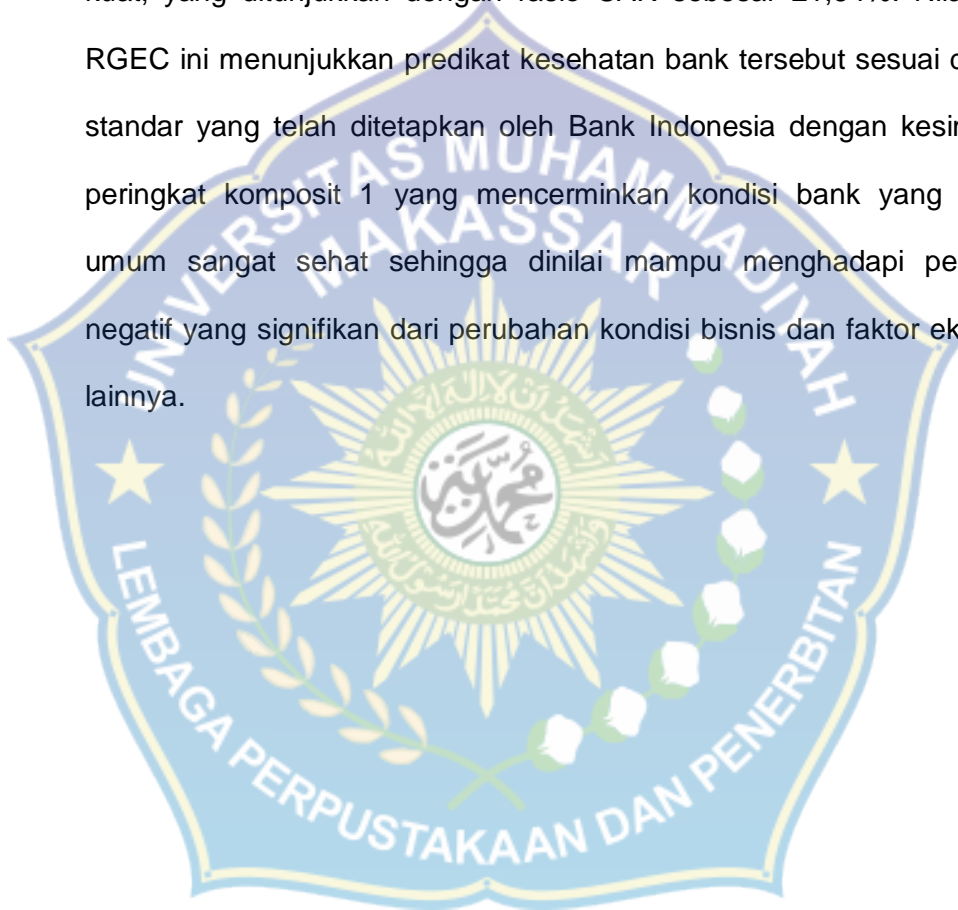 RGEC ini menunjukkan predikat kesehatan bank tersebut sesuai
standar yang telah ditetapkan oleh Bank Indonesia dengan
peringkat komposit 1 yang mencerminkan kondisi bank yang
umum sangat sehat sehingga dinilai mampu menghadapi
negatif yang signifikan dari perubahan kondisi bisnis dan faktor
lainnya.
UNIVERSITAS MUHAMMADIYAH
MAKASSAR
LEMBAGA PERPUSTAKAAN DAN PENERBITAN